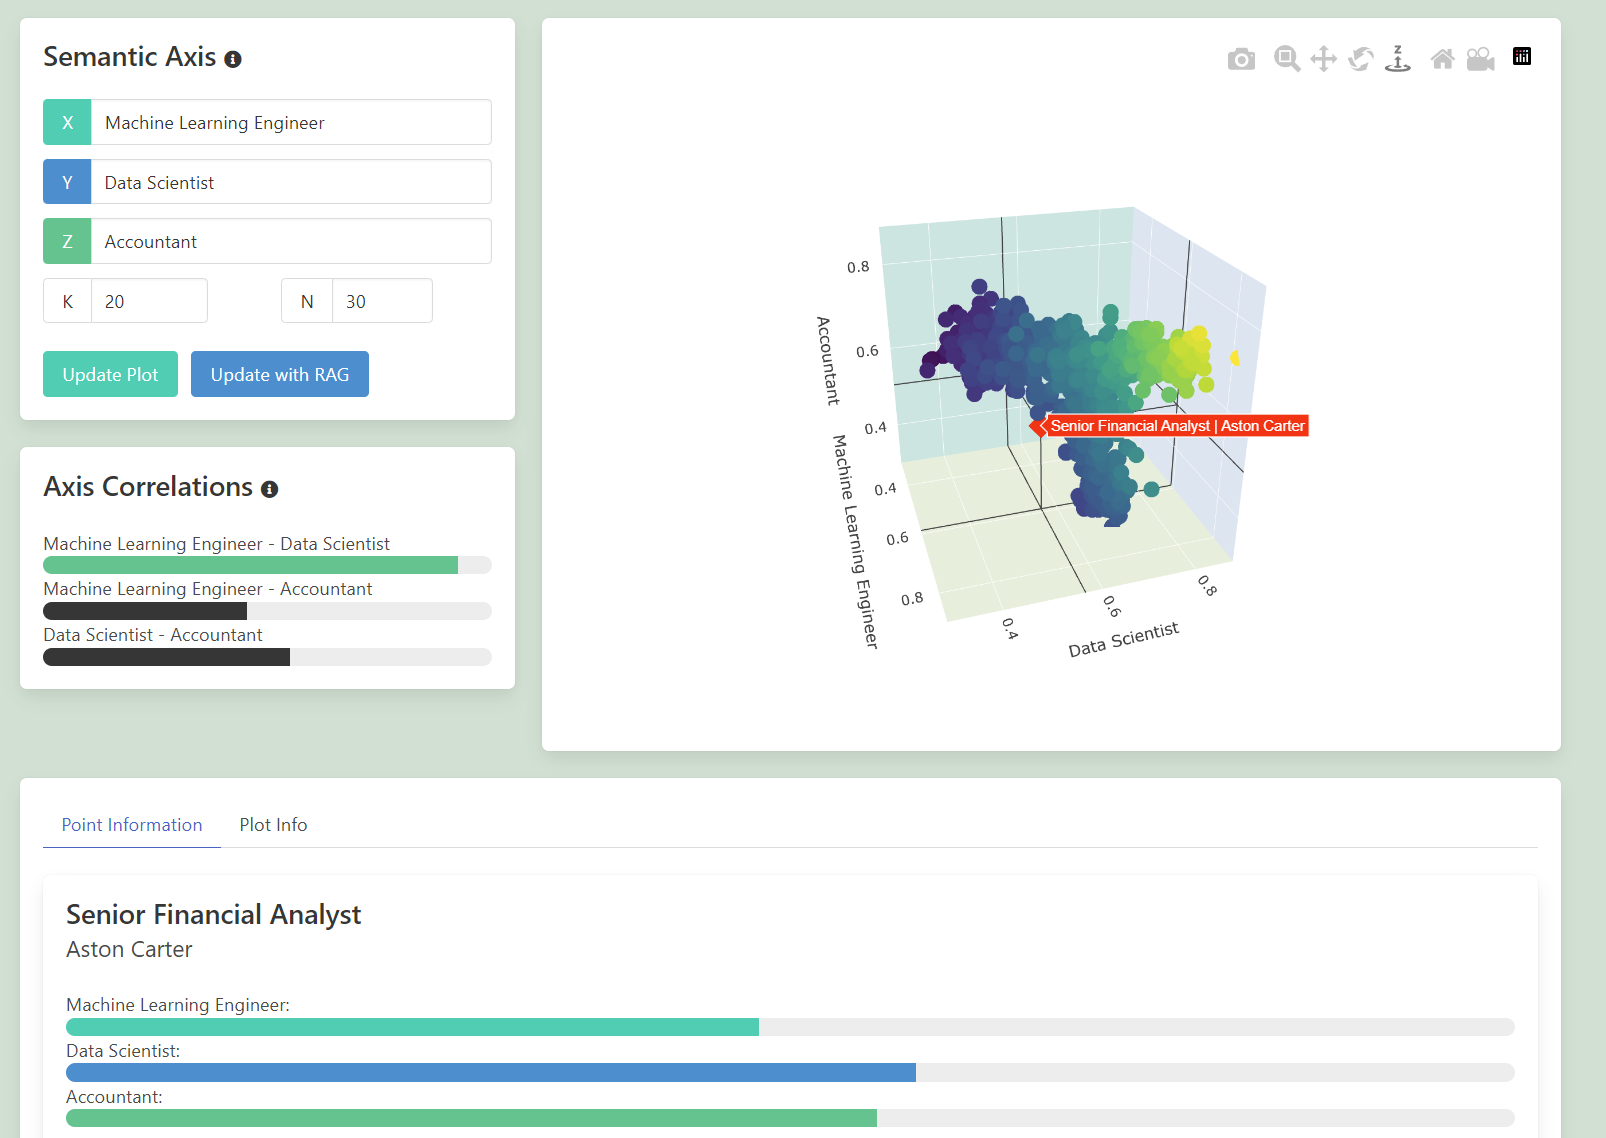 Semantic Axis
X Machine Learning Engineer
Y Data Scientist
Z Accountant
K 20 N 30
Update Plot Update with RAG
Axis Correlations
Machine Learning Engineer - Data Scientist
Machine Learning Engineer - Accountant
Data Scientist - Accountant
Z
0.8
0.6
0.4
Accountant
0.4
0.6
0.8
Machine Learning Engineer
0.4
0.6
0.8
Data Scientist
Senior Financial Analyst | Aston Carter
Point Information Plot Info
Senior Financial Analyst
Aston Carter
Machine Learning Engineer:
Data Scientist:
Accountant: